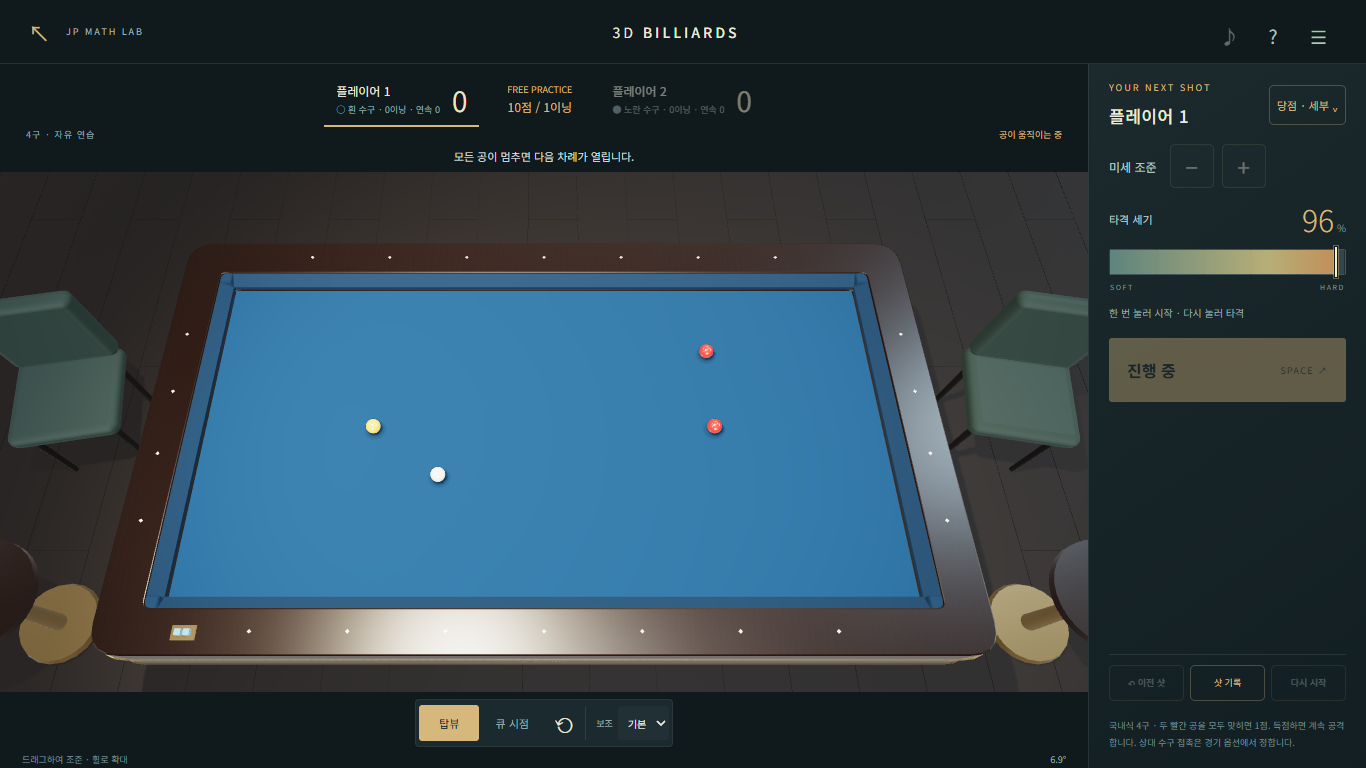 JP MATH LAB
3D BILLIARDS
?
플레이어 1
흰 수구 · 0이닝 · 연속 0
0
FREE PRACTICE
10점 / 1이닝
플레이어 2
노란 수구 · 0이닝 · 연속 0
0
4구 · 자유 연습
공이 움직이는 중
모든 공이 멈추면 다음 차례가 열립니다.
YOUR NEXT SHOT
플레이어 1
당점 · 세부
미세 조준
− +
타격 세기
96 %
SOFT HARD
한 번 눌러 시작 · 다시 눌러 타격
진행 중 SPACE ↗
↶ 이전 샷
샷 기록
다시 시작
국내식 4구 · 두 빨간 공을 모두 맞히면 1점. 득점하면 계속 공격
합니다. 상대 수구 접촉은 경기 옵션에서 정합니다.
탑뷰
큐 시점
보조
기본
드래그하여 조준 · 휠로 확대
6.9°